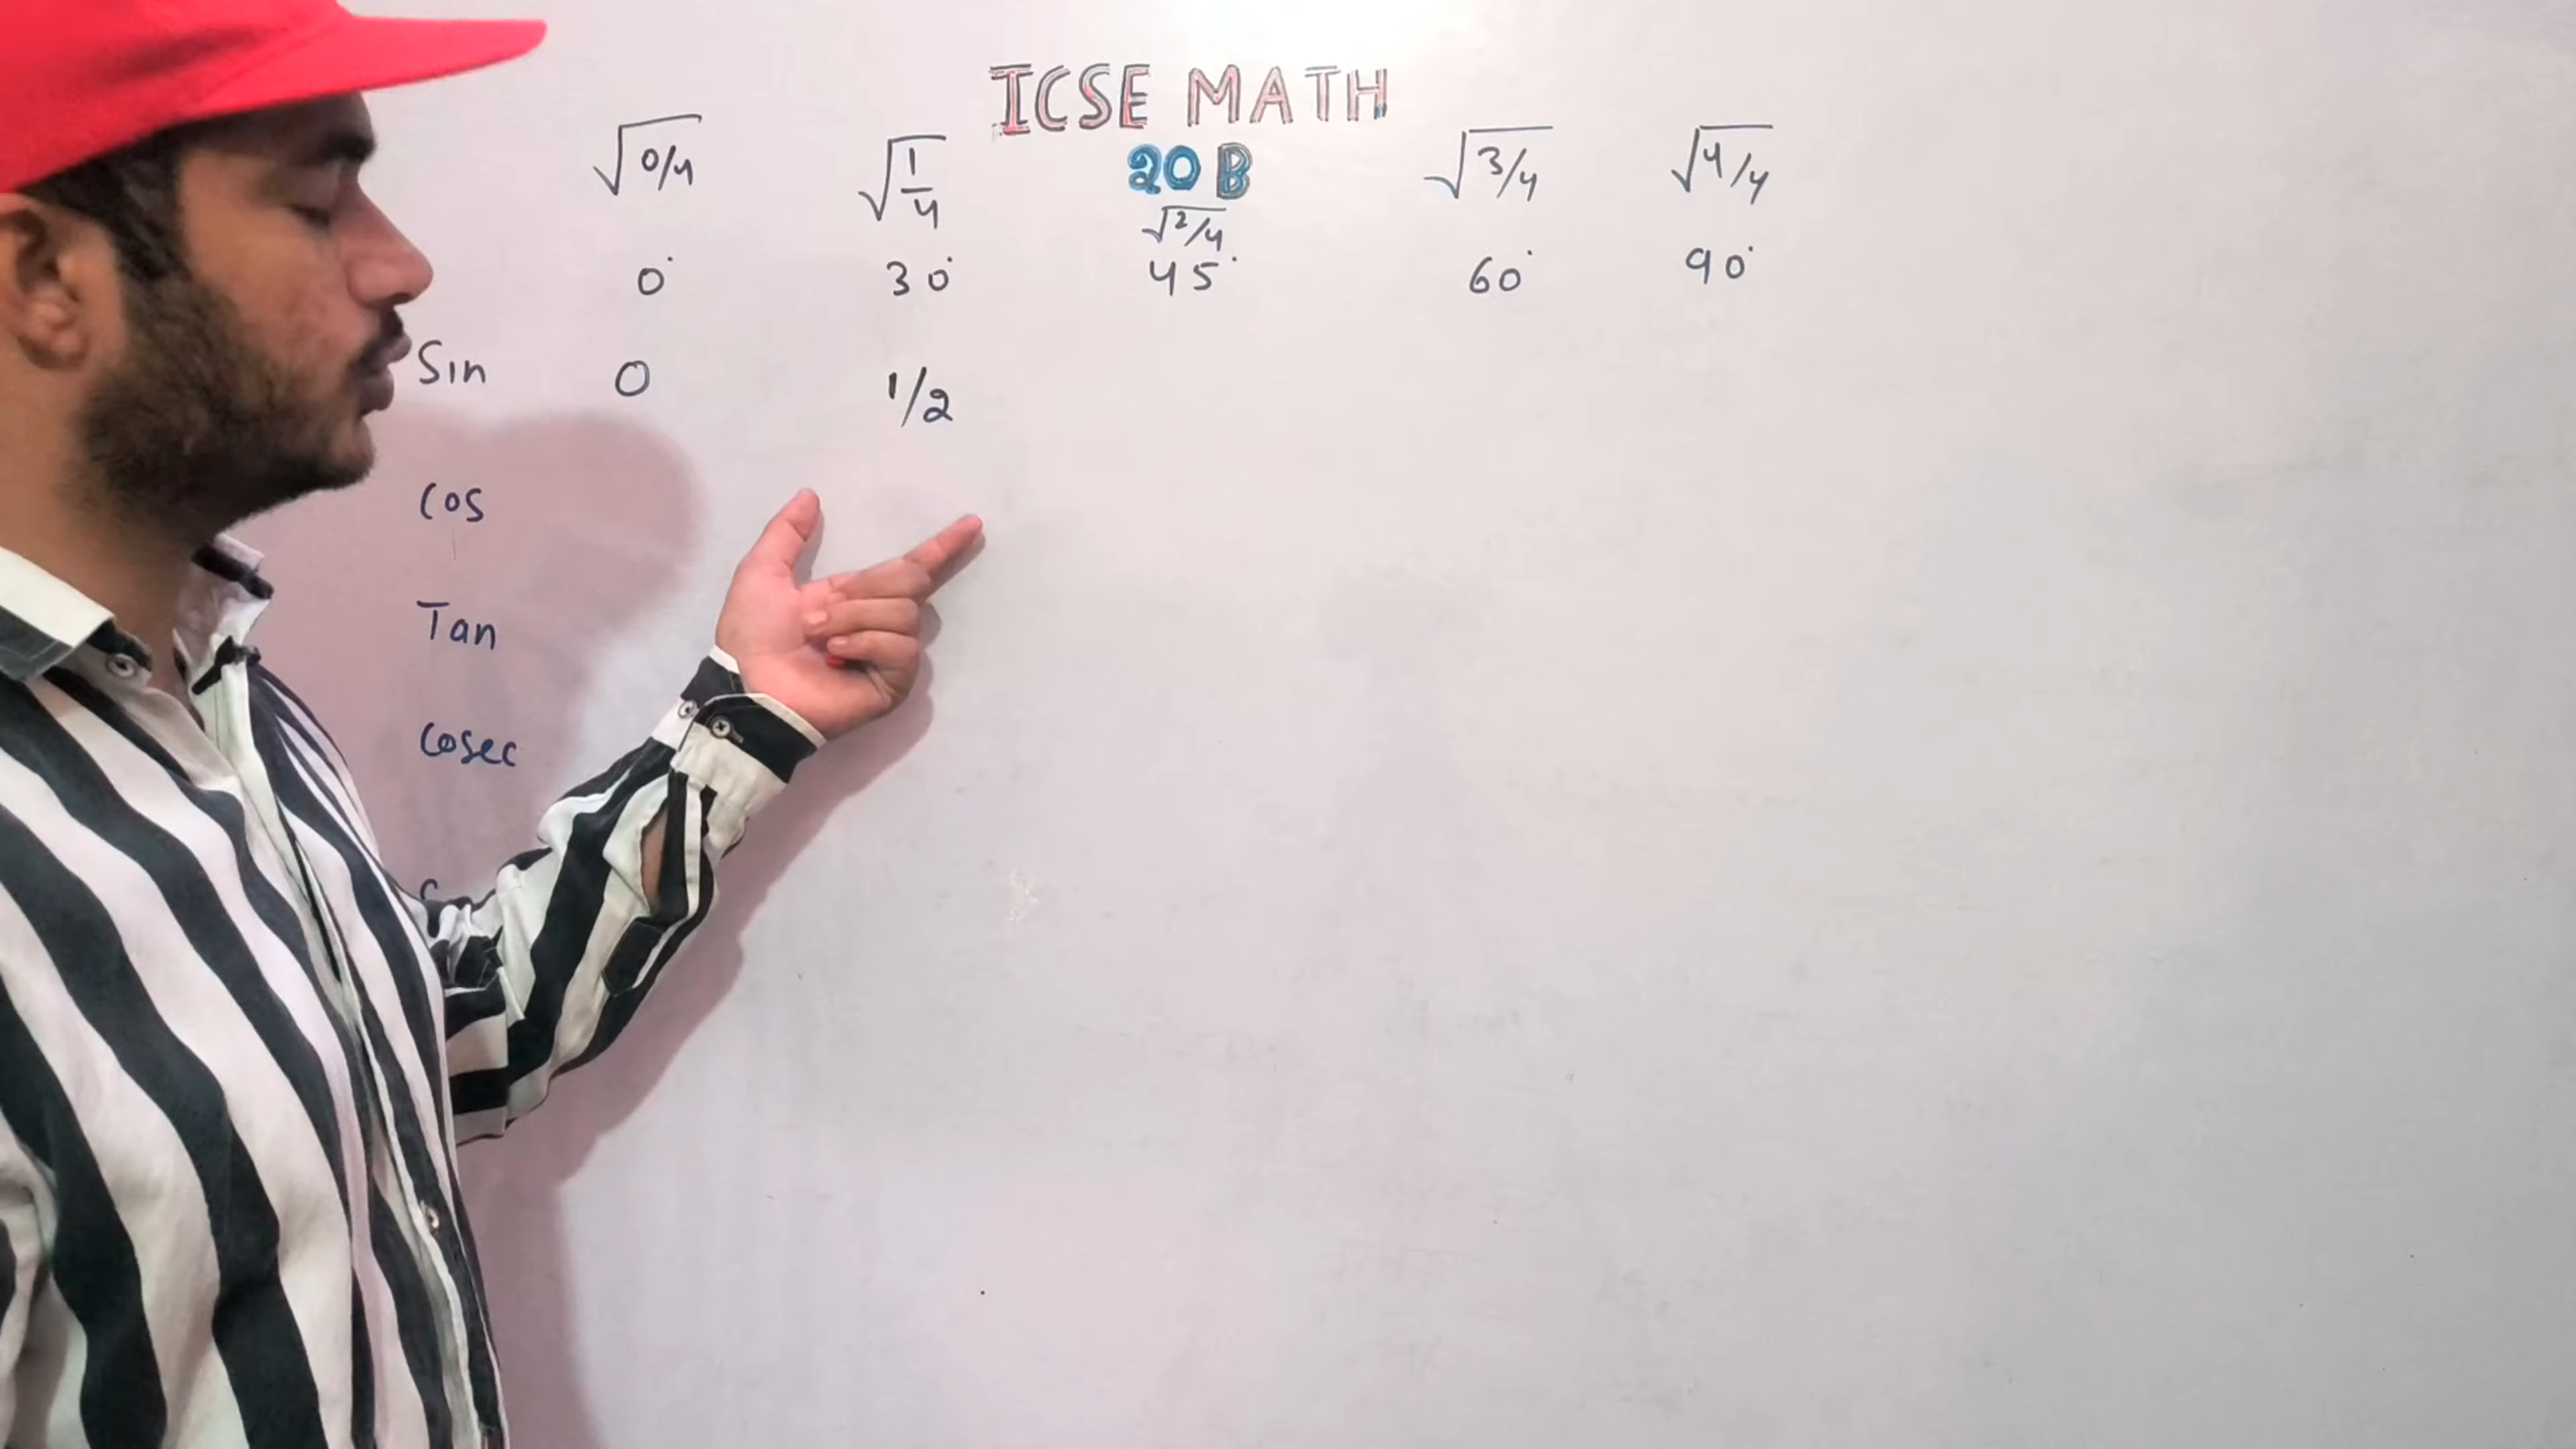 ICSE MATH
20 B
√0/4 √1/4 √2/4 √3/4 √4/4
0° 30° 45° 60° 90°
Sin 0 1/2
Cos
Tan
Cosec